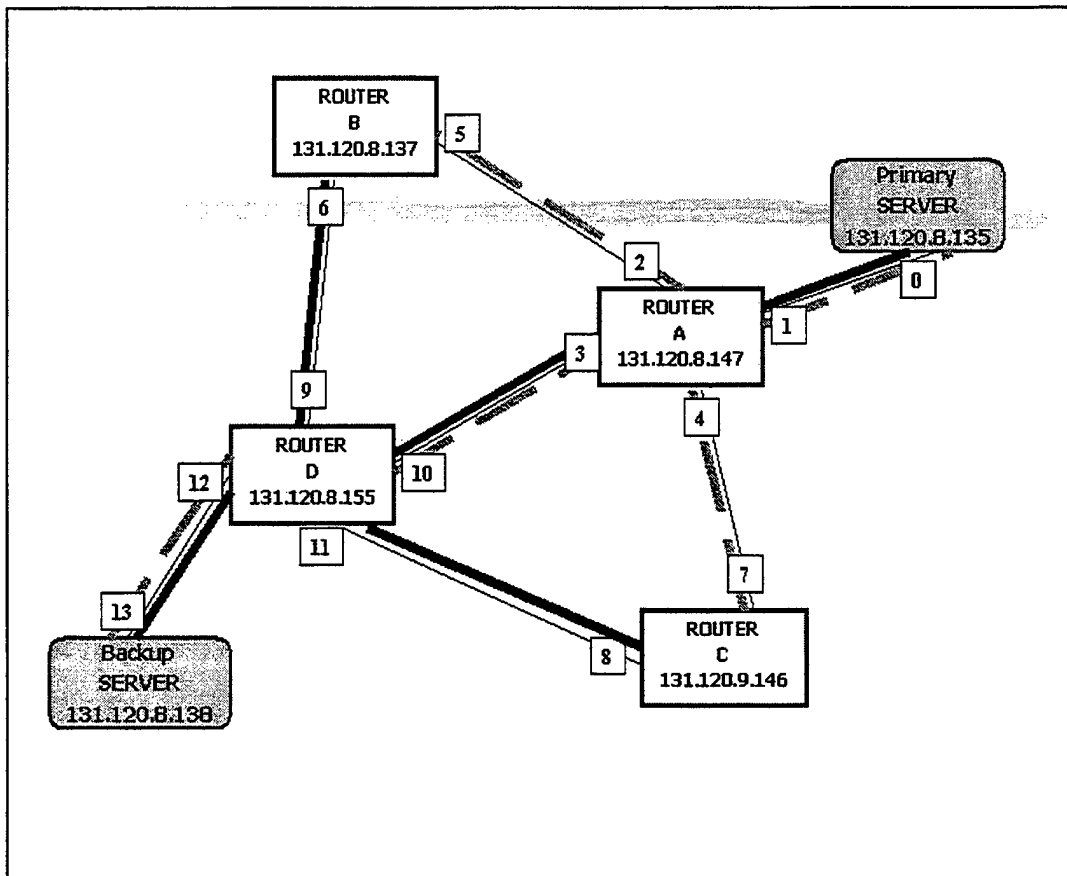 ROUTER
B
131.120.8.137
5
6
Primary
SERVER
131.120.8.135
0
2
1
ROUTER
A
131.120.8.147
3
4
9
ROUTER
D
131.120.8.155
10
12
11
7
13
8
ROUTER
C
131.120.9.146
Backup
SERVER
131.120.8.138